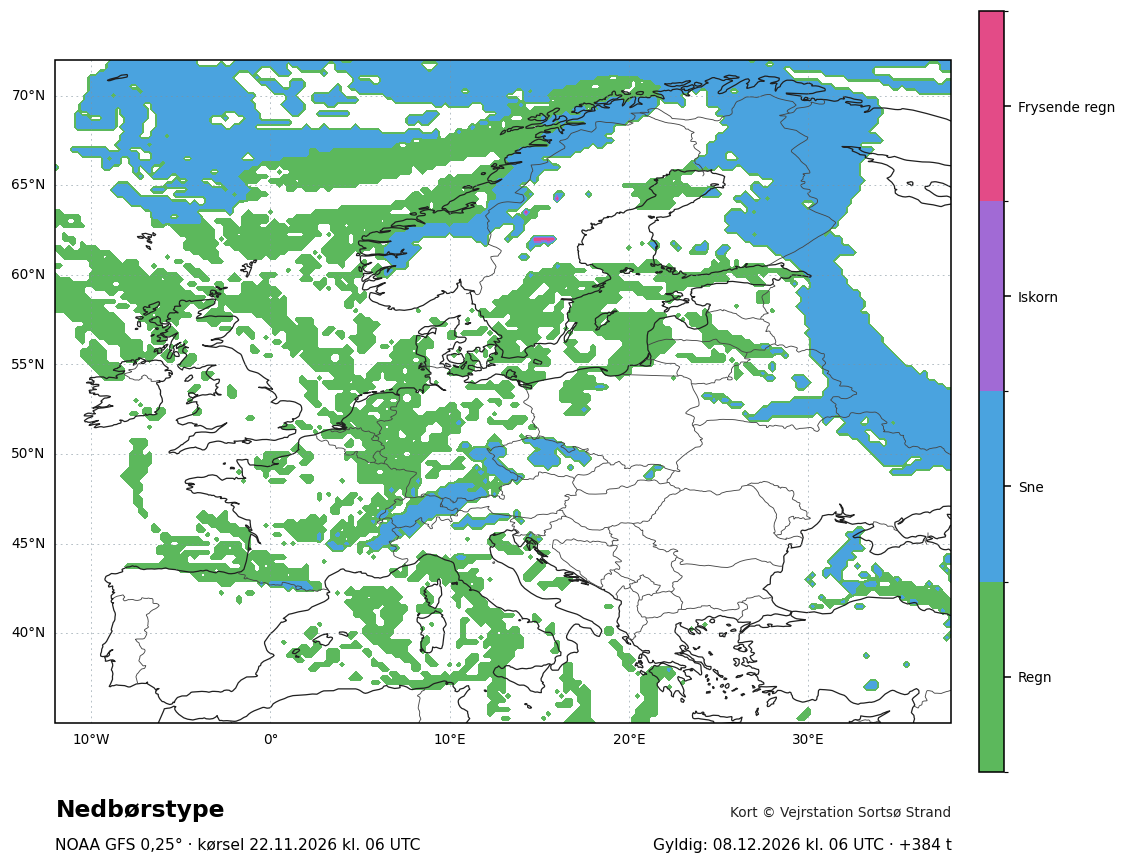 70°N
65°N
60°N
55°N
50°N
45°N
40°N
10°W
0°
10°E
20°E
30°E
Frysende regn
Iskorn
Sne
Regn
Nedbørstype
Kort © Vejrstation Sortsø Strand
NOAA GFS 0,25° · kørsel 22.11.2026 kl. 06 UTC
Gyldig: 08.12.2026 kl. 06 UTC · +384 t